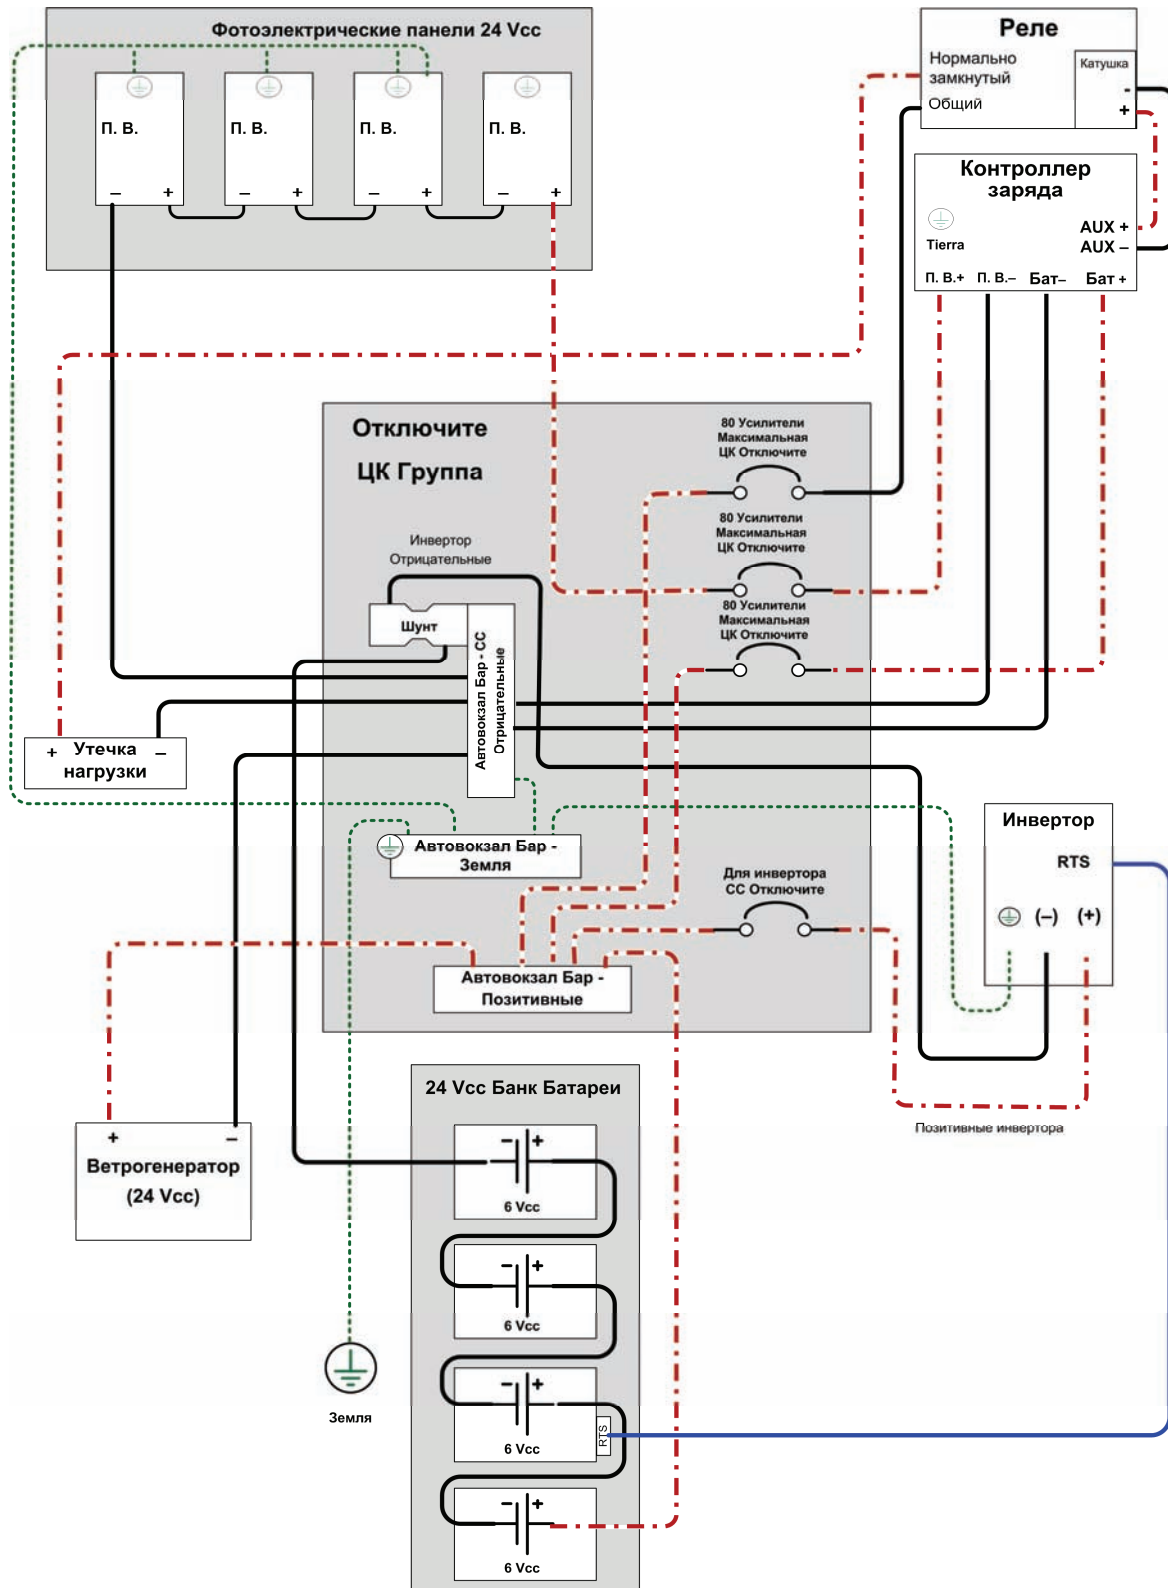 Фотоэлектрические панели 24 Vcc
П. В.
П. В.
П. В.
П. В.
– +
– +
– +
– +
Реле
Нормально
замкнутый
Общий
Катушка
-
+
Контроллер
заряда
Tierra
AUX +
AUX –
П. В.+ П. В.– Бат– Бат +
Отключите
ЦК Группа
80 Усилители
Максимальная
ЦК Отключите
80 Усилители
Максимальная
ЦК Отключите
80 Усилители
Максимальная
ЦК Отключите
Инвертор
Отрицательные
Шунт
Автовокзал Бар - CC
Отрицательные
+ Утечка –
нагрузки
Автовокзал Бар -
Земля
Для инвертора
СС Отключите
Инвертор
RTS
(–) (+)
Автовокзал Бар -
Позитивные
Позитивные инвертора
+ –
Ветрогенератор
(24 Vcc)
24 Vcc Банк Батареи
– +
6 Vcc
– +
6 Vcc
– +
6 Vcc
RTS
– +
6 Vcc
Земля